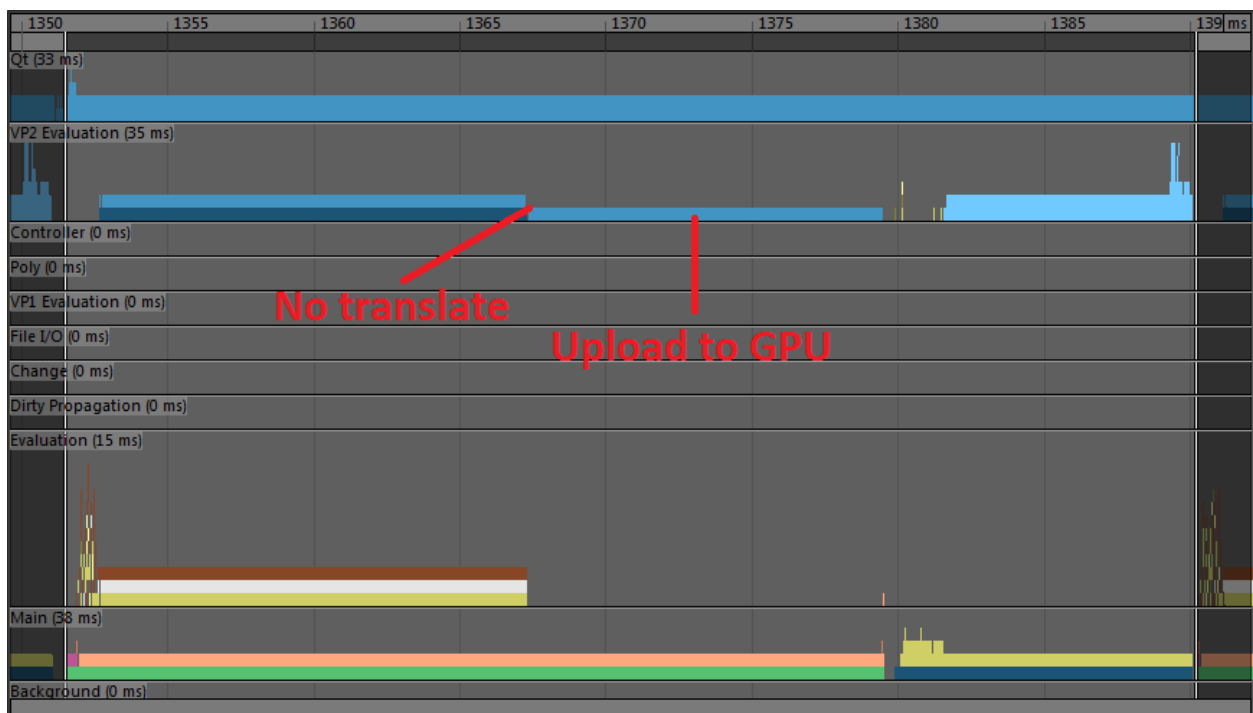 1350 1355 1360 1365 1370 1375 1380 1385 139 ms
Qt (33 ms)
VP2 Evaluation (35 ms)
Controller (0 ms)
Poly (0 ms)
VP1 Evaluation (0 ms)
No translate
File I/O (0 ms)
Upload to GPU
Change (0 ms)
Dirty Propagation (0 ms)
Evaluation (15 ms)
Main (38 ms)
Background (0 ms)